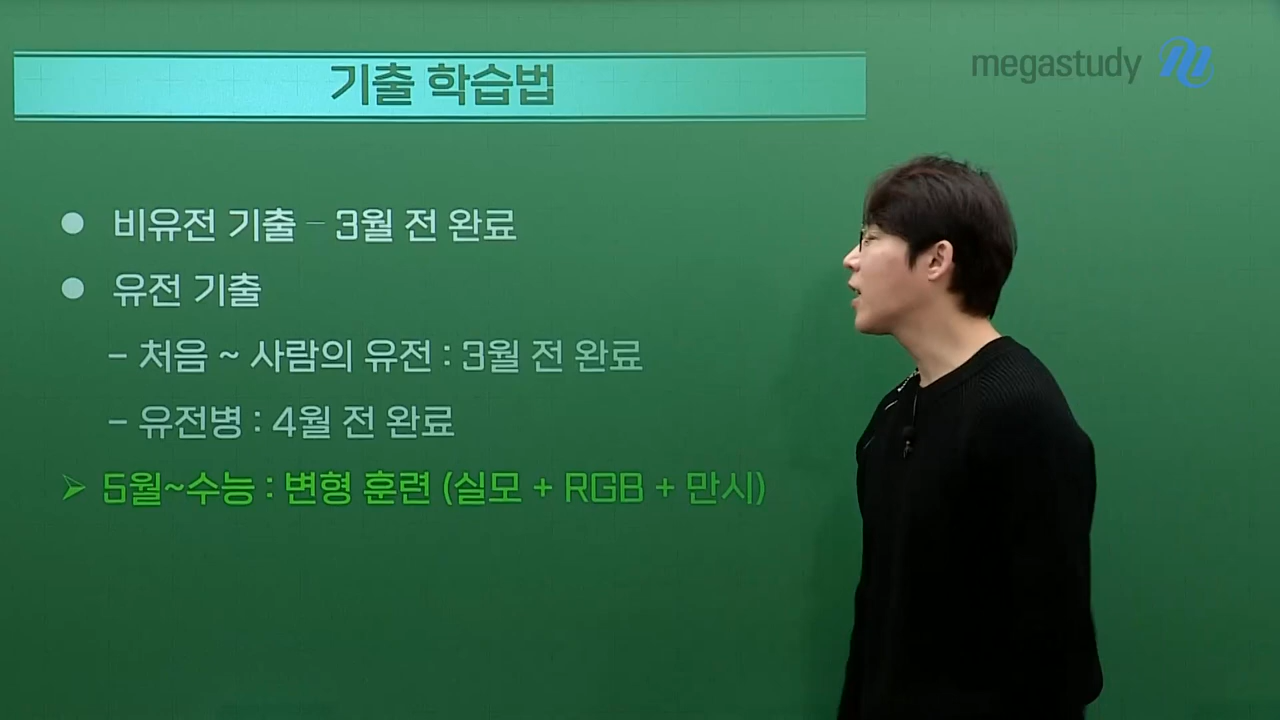 기출 학습법
megastudy
● 비유전 기출 – 3월 전 완료
● 유전 기출
– 처음 ~ 사람의 유전 : 3월 전 완료
– 유전병 : 4월 전 완료
➢ 5월~수능 : 변형 훈련 (실모 + RGB + 만시)